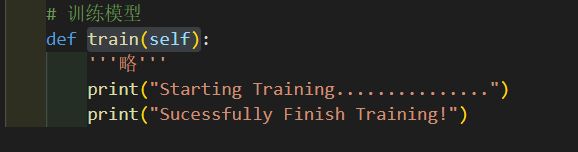 # 训练模型
def train(self):
'''略'''
print("Starting Training...............")
print("Sucessfully Finish Training!")